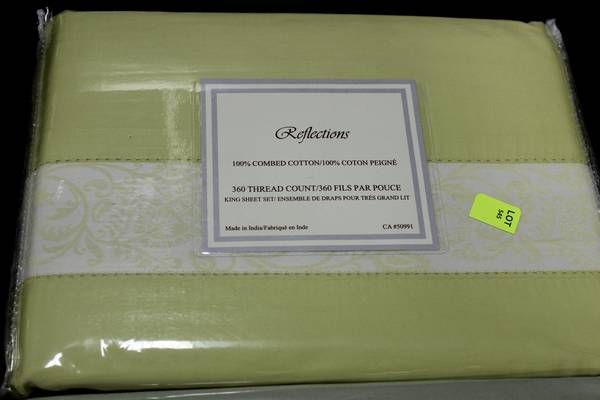 Reflections
100% COMBED COTTON/100% COTON PEIGNÉ
360 THREAD COUNT/360 FILS PAR POUCE
KING SHEET SET/ ENSEMBLE DE DRAPS POUR TRÈS GRAND LIT
Made in India/Fabriqué en Inde CA #50991
LOT
545